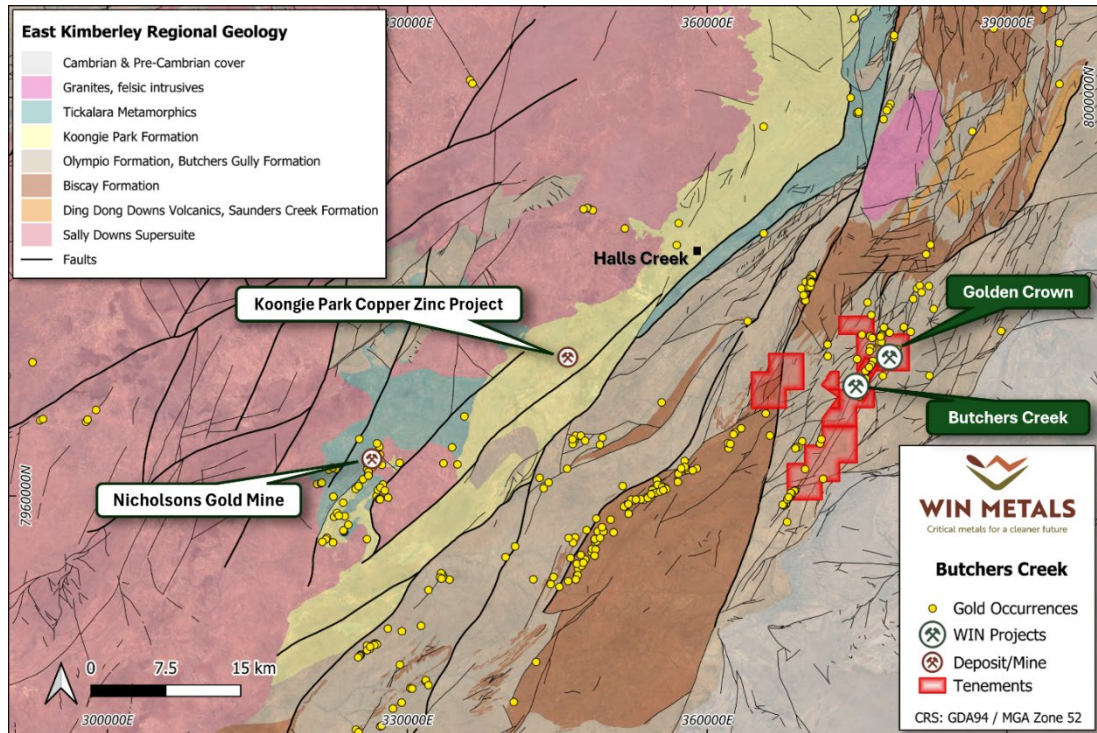 330000E
360000E
390000E
8000000N
East Kimberley Regional Geology
Cambrian & Pre-Cambrian cover
Granites, felsic intrusives
Tickalara Metamorphics
Koongie Park Formation
Olympio Formation, Butchers Gully Formation
Biscay Formation
Ding Dong Downs Volcanics, Saunders Creek Formation
Sally Downs Supersuite
Faults
Halls Creek
Koongie Park Copper Zinc Project
Golden Crown
Butchers Creek
Nicholsons Gold Mine
7960000N
WIN METALS
Critical metals for a cleaner future
Butchers Creek
Gold Occurrences
WIN Projects
Deposit/Mine
Tenements
CRS: GDA94 / MGA Zone 52
0 7.5 15 km
300000E
330000E
360000E